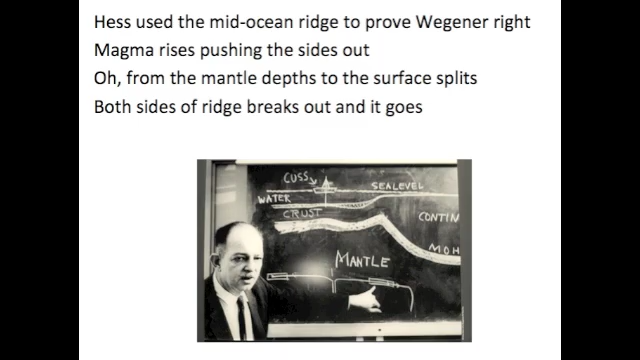 Hess used the mid-ocean ridge to prove Wegener right
Magma rises pushing the sides out
Oh, from the mantle depths to the surface splits
Both sides of ridge breaks out and it goes
CUSS
SEALEVEL
WATER
CRUST
CONTIN
MOH
MANTLE